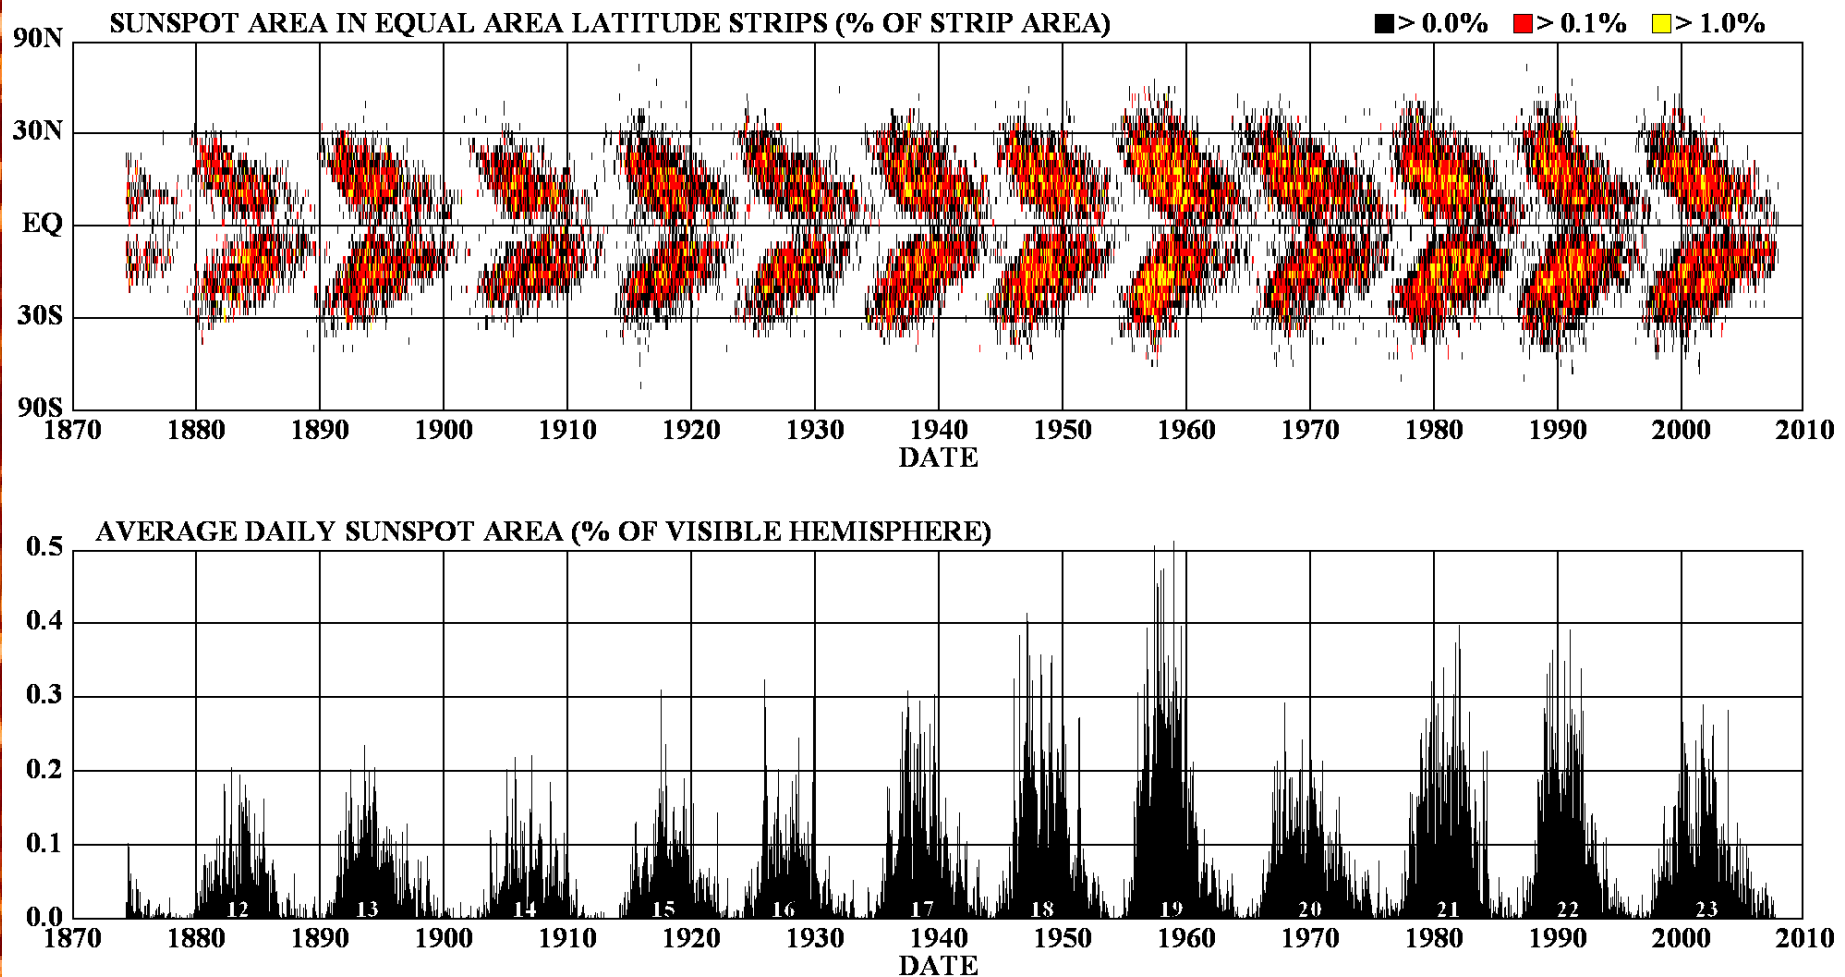 SUNSPOT AREA IN EQUAL AREA LATITUDE STRIPS (% OF STRIP AREA) > 0.0% > 0.1% > 1.0%
90N
30N
EQ
30S
90S
1870 1880 1890 1900 1910 1920 1930 1940 1950 1960 1970 1980 1990 2000 2010
DATE
AVERAGE DAILY SUNSPOT AREA (% OF VISIBLE HEMISPHERE)
0.5
0.4
0.3
0.2
0.1
0.0
12 13 14 15 16 17 18 19 20 21 22 23
1870 1880 1890 1900 1910 1920 1930 1940 1950 1960 1970 1980 1990 2000 2010
DATE